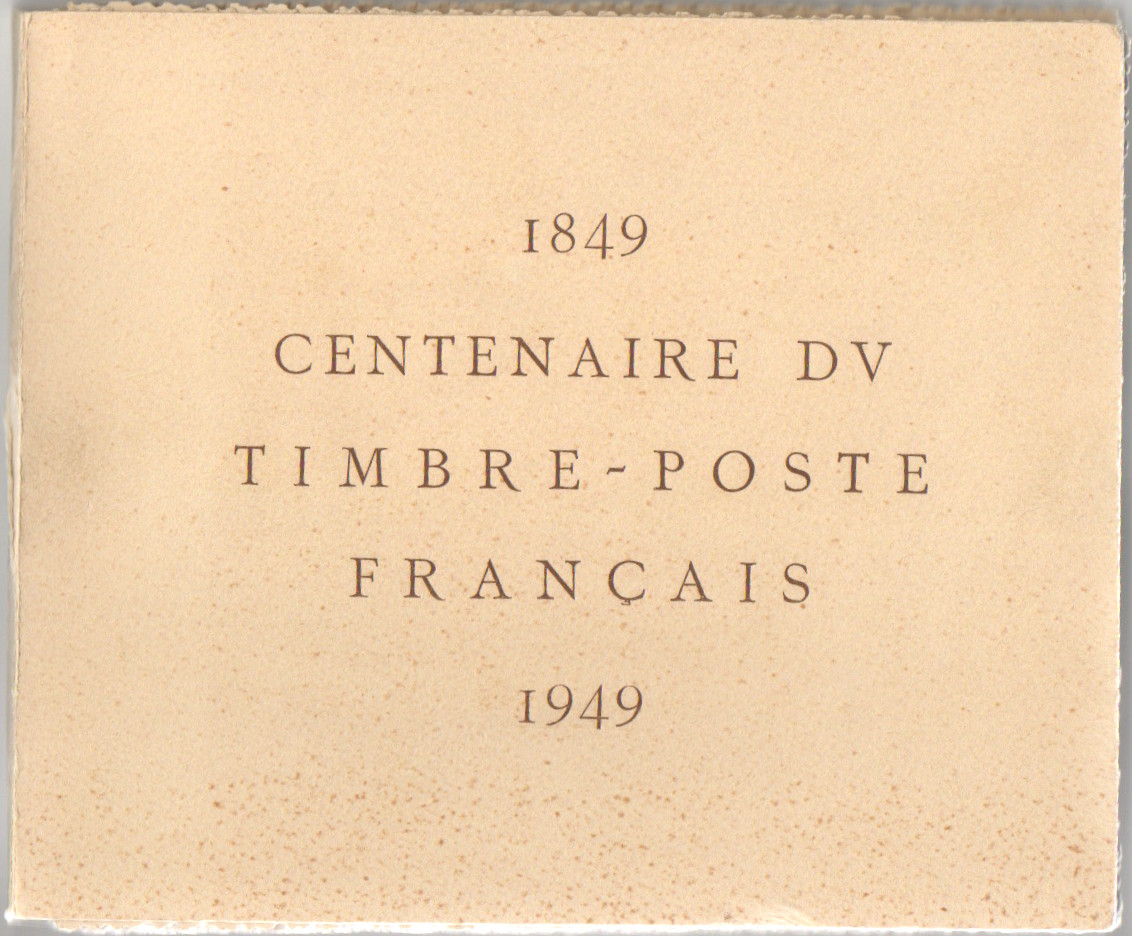 1849
CENTENAIRE DV
TIMBRE-POSTE
FRANÇAIS
1949